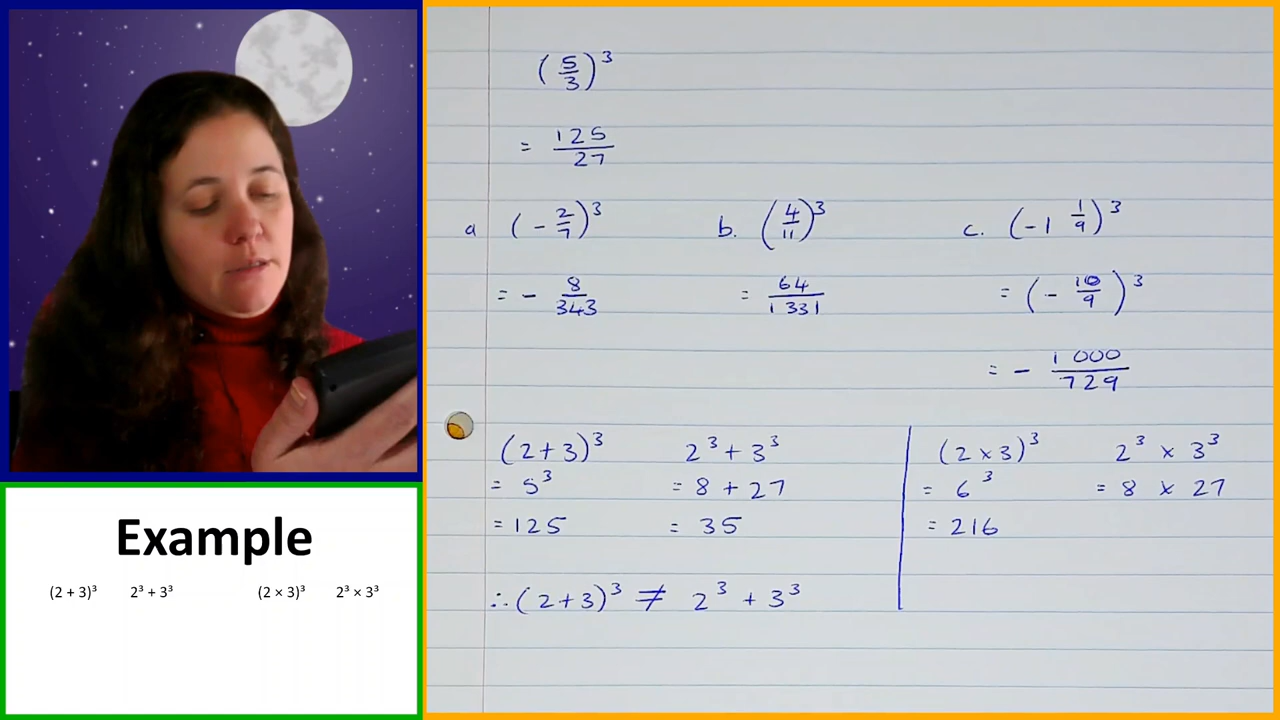 (5/3)³
= 125/27
a (-2/7)³ b. (4/11)³ c. (-1 1/9)³
= - 8/343 = 64/1331 = (- 10/9)³
= - 1000/729
(2+3)³ 2³+3³ (2×3)³ 2³ × 3³
= 5³ = 8+27 = 6³ = 8 × 27
= 125 = 35 = 216
∴ (2+3)³ ≠ 2³ + 3³
Example
(2 + 3)³ 2³ + 3³ (2 × 3)³ 2³ × 3³